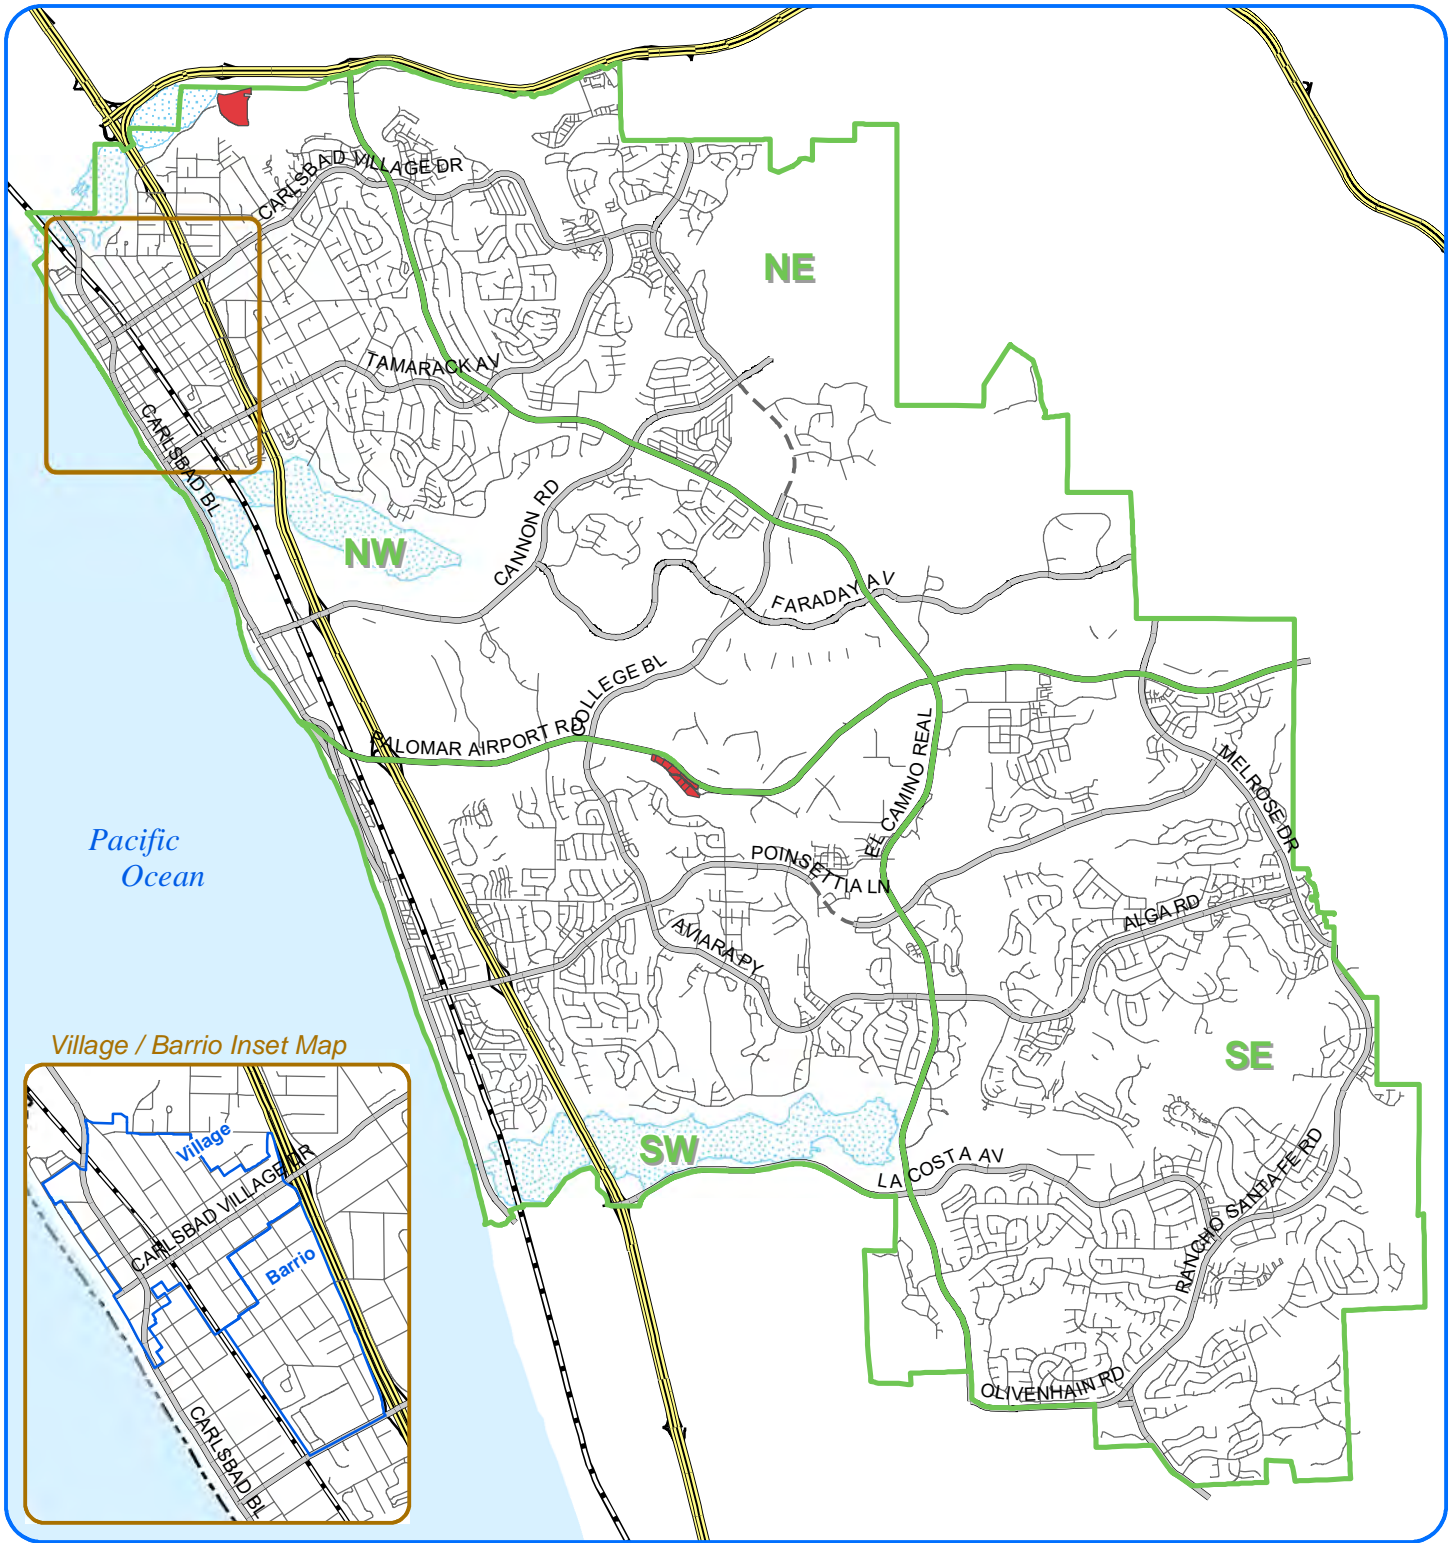 CARLSBAD VILLAGE DR
NE
TAMARACK AV
CARLSBAD BL
CANNON RD
NW
FARADAY AV
COLLEGE BL
PALOMAR AIRPORT RD
EL CAMINO REAL
MELROSE DR
Pacific
Ocean
POINSETTIA LN
ALGA RD
AVIARA PY
Village / Barrio Inset Map
SE
SW
LA COSTA AV
RANCHO SANTA FE RD
OLIVENHAIN RD
Village
CARLSBAD VILLAGE DR
Barrio
CARLSBAD BL